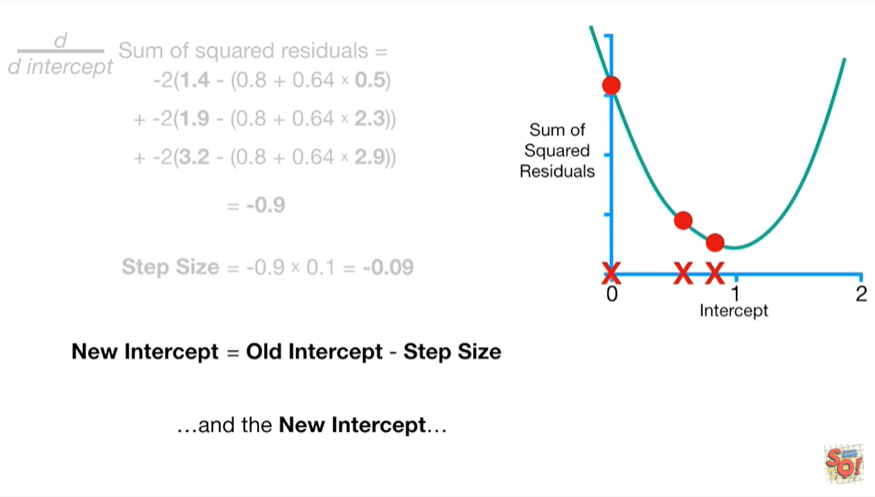 d
d intercept
Sum of squared residuals =
-2(1.4 - (0.8 + 0.64 × 0.5)
+ -2(1.9 - (0.8 + 0.64 × 2.3))
+ -2(3.2 - (0.8 + 0.64 × 2.9))
= -0.9
Step Size = -0.9 × 0.1 = -0.09
New Intercept = Old Intercept - Step Size
…and the New Intercept…
Sum of
Squared
Residuals
X X X
0 1 2
Intercept
SQ!